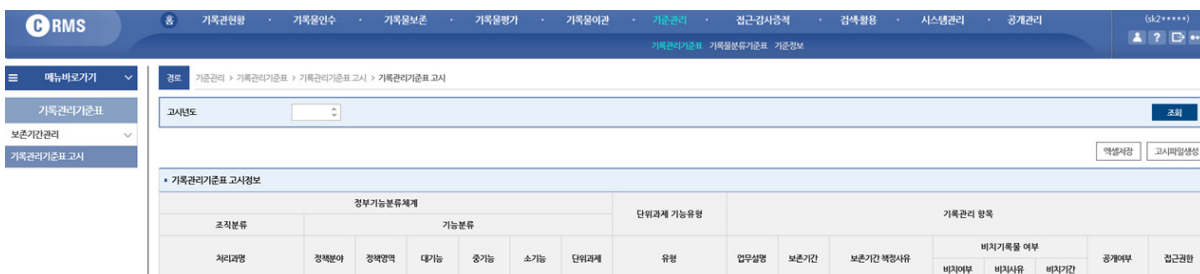 CRMS
홈 기록관현황 · 기록물인수 · 기록물보존 · 기록물평가 · 기록물이관 · 기준관리 · 접근·감사증적 · 검색·활용 · 시스템관리 · 공개관리 (sk2*****)
기록관리기준표 기록물분류기준표 기준정보
메뉴바로가기
경로 기준관리 > 기록관리기준표 > 기록관리기준표 고시 > 기록관리기준표 고시
기록관리기준표
고시년도 조회
보존기간관리
기록관리기준표 고시
엑셀저장 고시파일생성
기록관리기준표 고시정보
정부기능분류체계 단위과제 기능유형 기록관리 항목
조직분류 기능분류
처리과명 정책분야 정책영역 대기능 중기능 소기능 단위과제 유형 업무설명 보존기간 보존기간 책정사유 비치기록물 여부 공개여부 접근권한
비치여부 비치사유 비치기간